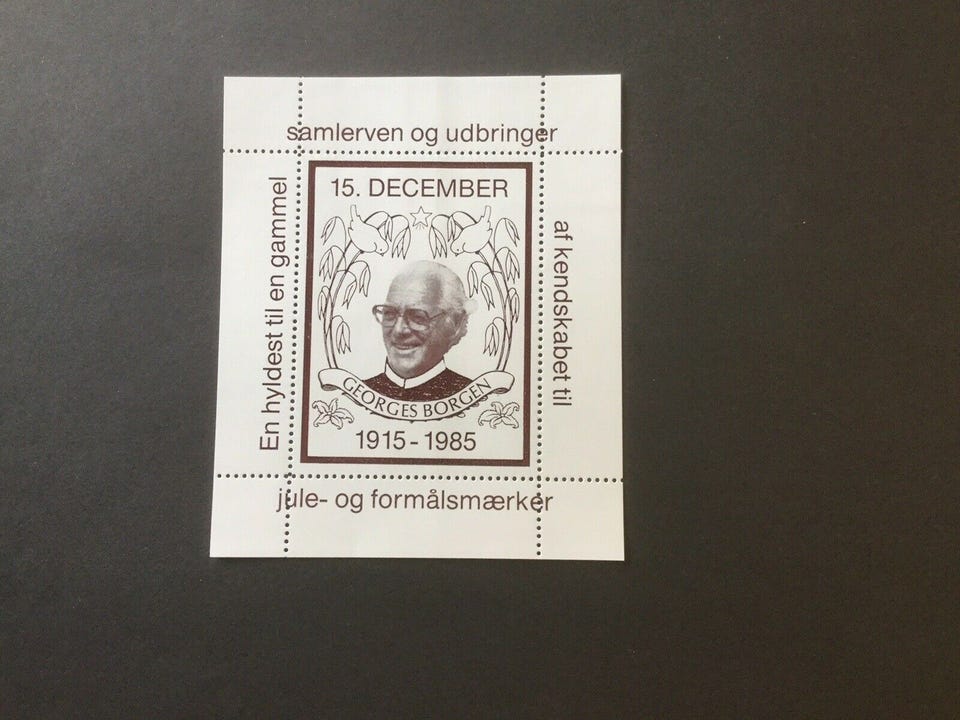 En hyldest til en gammel
samlerven og udbringer
af kendskabet til
jule- og formålsmærker
15. DECEMBER
GEORGES BORGEN
1915 - 1985